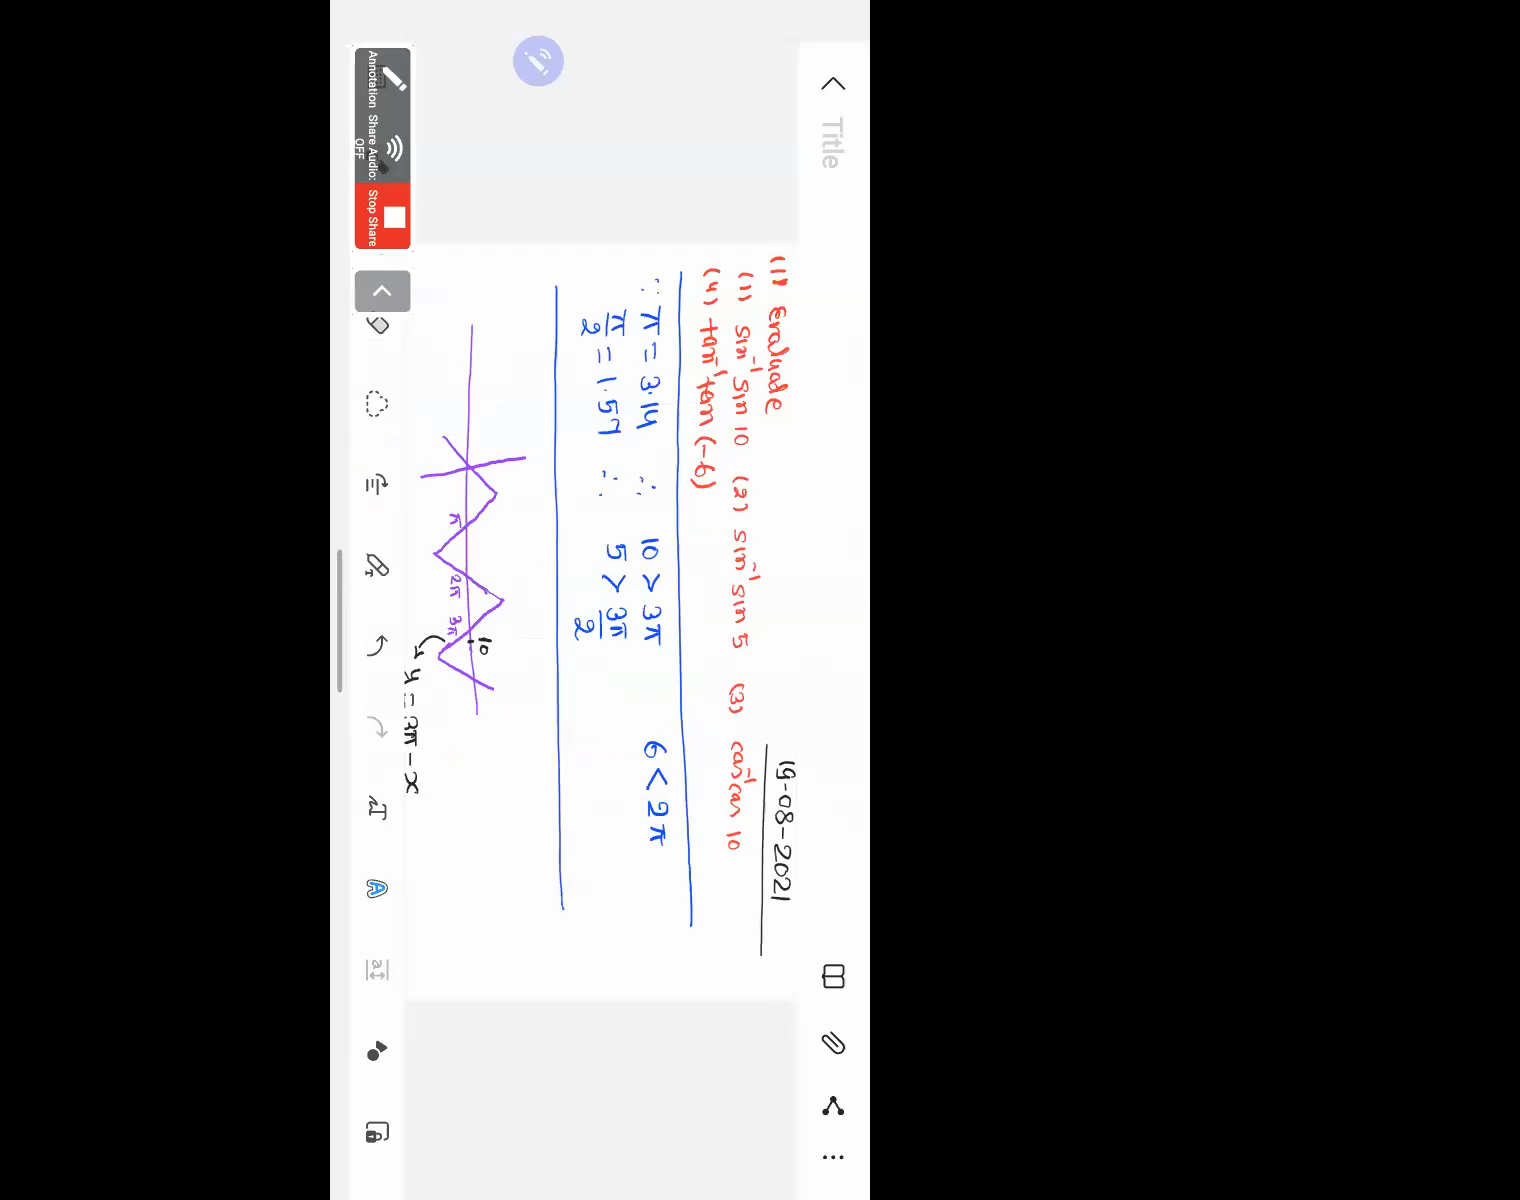 Title
19-08-2021
(1) Evaluate
(1) sin⁻¹ sin 10 (2) sin⁻¹ sin 5 (3) cos⁻¹ cos 10
(4) tan⁻¹ tan (-6)
∵ π = 3.14 ∴ 10 > 3π 6 < 2π
π/2 = 1.57 ∴ 5 > 3π/2
10
π 2π 3π
y = 3π - x
Annotation Share Audio: OFF Stop Share
T A a